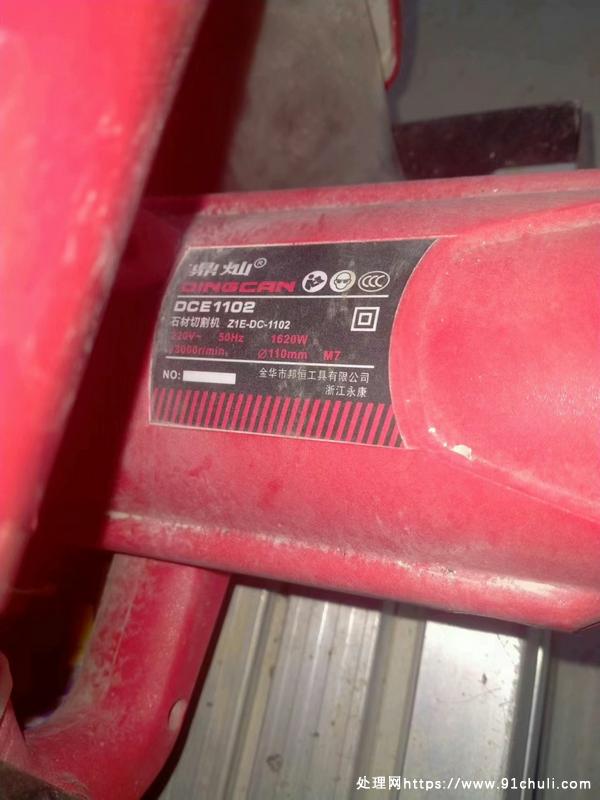 鼎灿®
DINGCAN CCC
DCE1102
石材切割机 Z1E-DC-1102
220V~ 50Hz 1620W
13000r/min Ø110mm M7
NO:
金华市邦恒工具有限公司
浙江永康
处理网https://www.91chuli.com